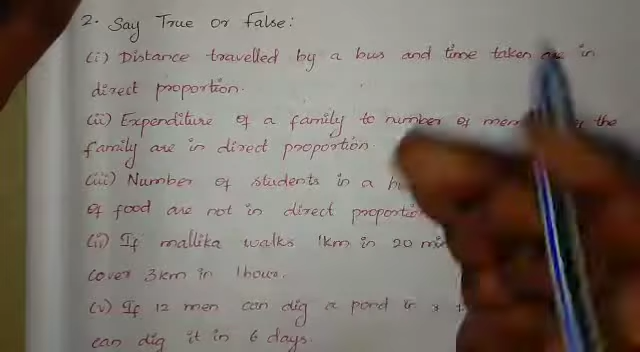 2. Say True or False:
(i) Distance travelled by a bus and time taken are in
direct proportion.
(ii) Expenditure of a family to number of the
family are in direct proportion
(iii) Number of students in a
of food are not in direct proportion
(iv) If mallika walks 1km in 20
cover 3km in 1hour.
(v) If 12 men can dig a pond in
can dig it in 6 days.